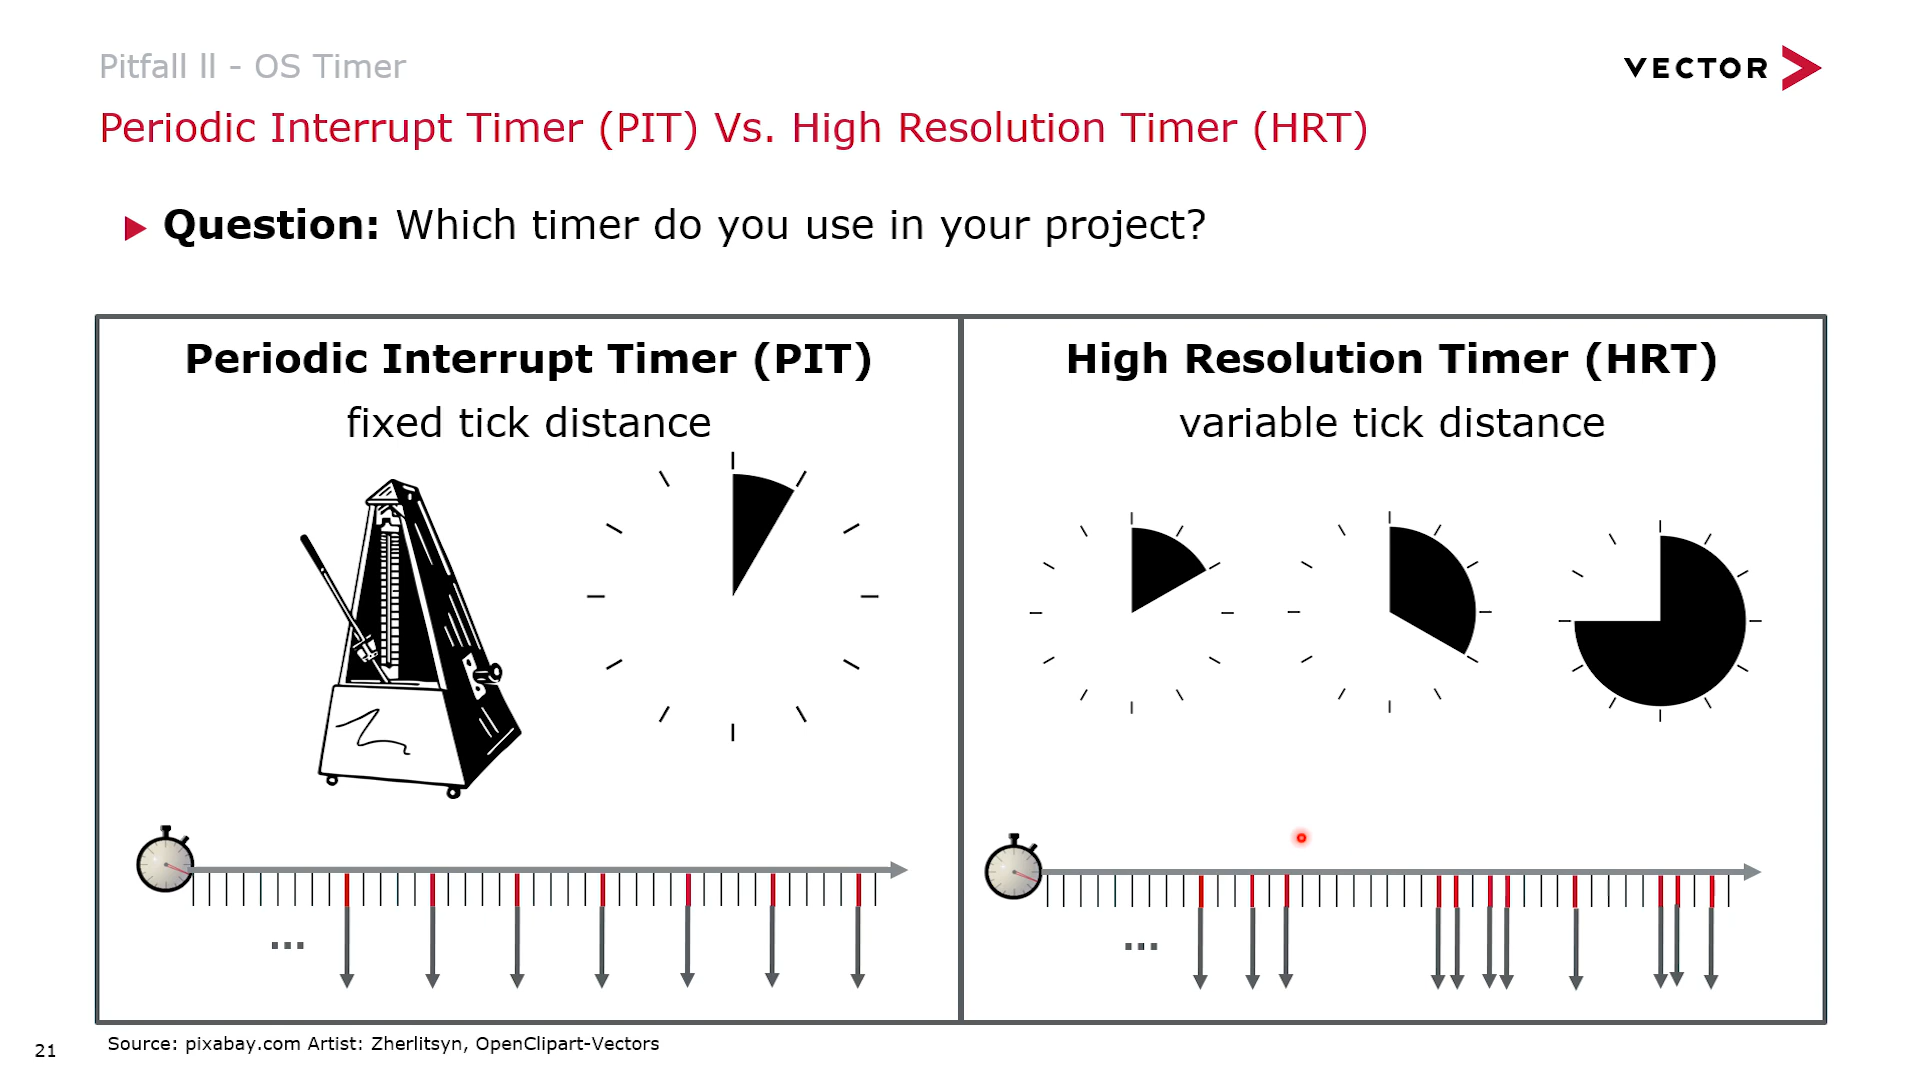 Pitfall ll - OS Timer
VECTOR
Periodic Interrupt Timer (PIT) Vs. High Resolution Timer (HRT)
Question: Which timer do you use in your project?
Periodic Interrupt Timer (PIT)
fixed tick distance
...
High Resolution Timer (HRT)
variable tick distance
...
21
Source: pixabay.com Artist: Zherlitsyn, OpenClipart-Vectors